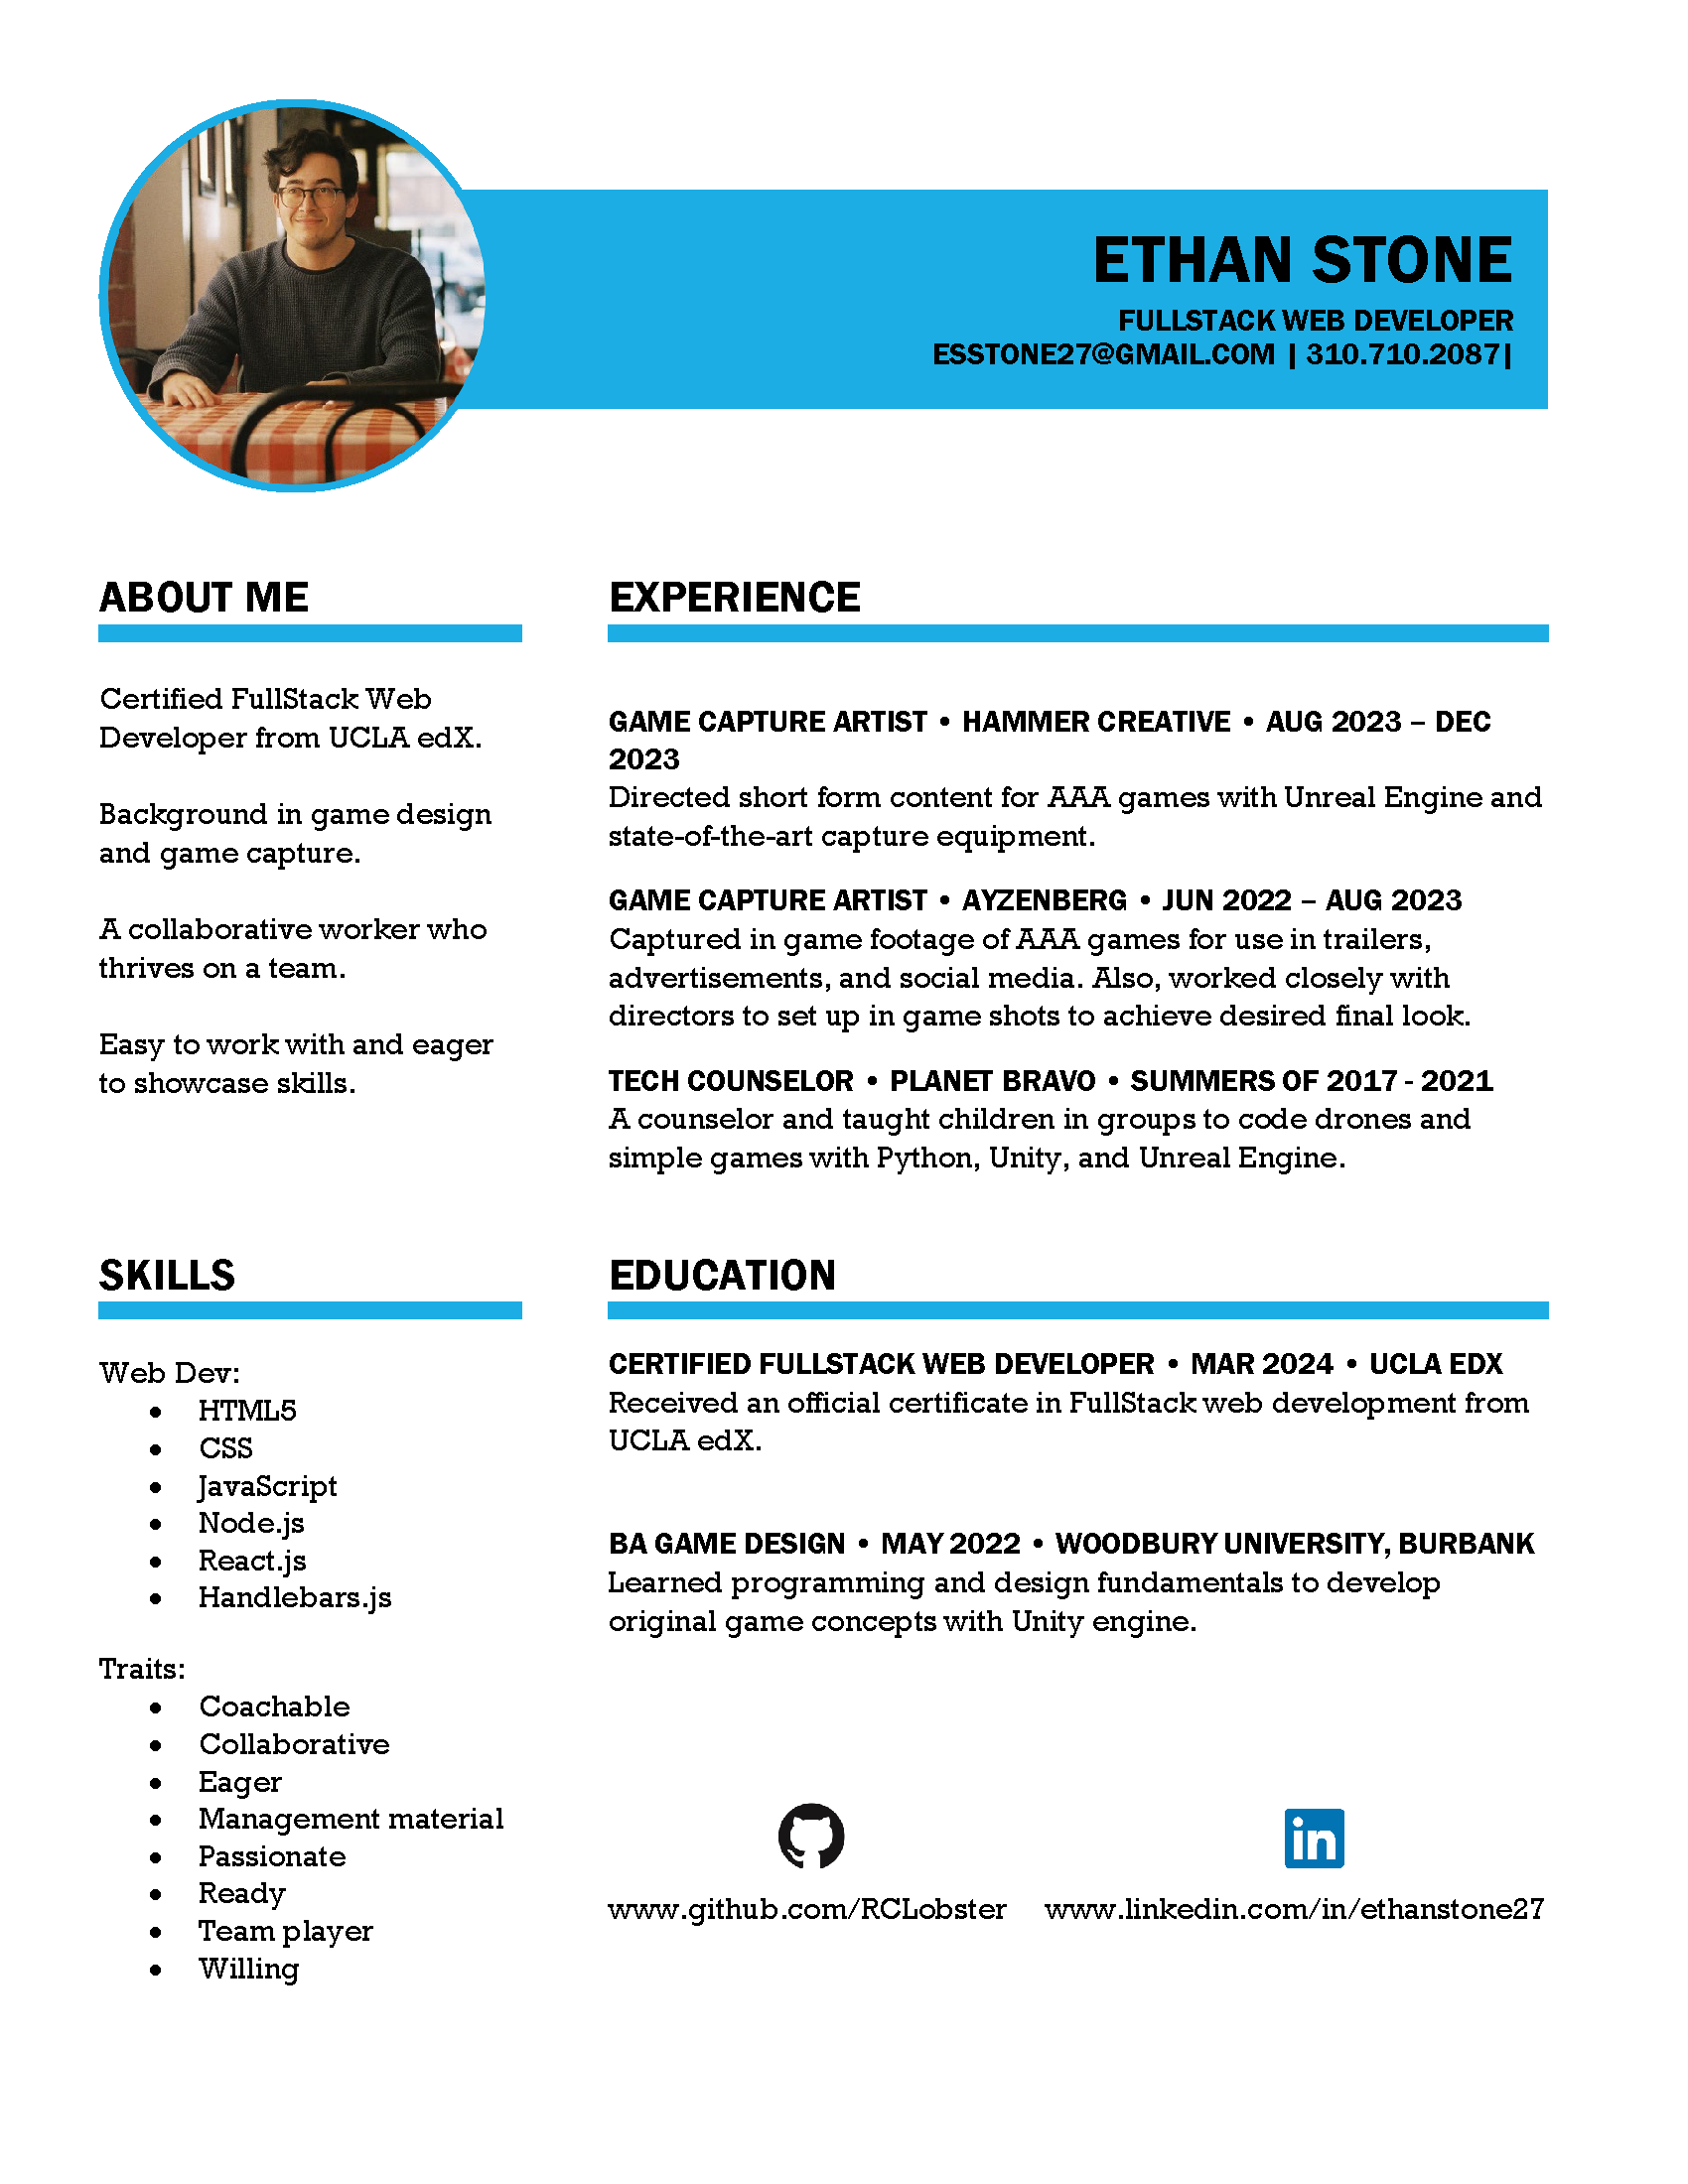 ETHAN STONE
FULLSTACK WEB DEVELOPER
ESSTONE27@GMAIL.COM | 310.710.2087|
ABOUT ME
Certified FullStack Web
Developer from UCLA edX.
Background in game design
and game capture.
A collaborative worker who
thrives on a team.
Easy to work with and eager
to showcase skills.
EXPERIENCE
GAME CAPTURE ARTIST • HAMMER CREATIVE • AUG 2023 – DEC
2023
Directed short form content for AAA games with Unreal Engine and
state-of-the-art capture equipment.
GAME CAPTURE ARTIST • AYZENBERG • JUN 2022 – AUG 2023
Captured in game footage of AAA games for use in trailers,
advertisements, and social media. Also, worked closely with
directors to set up in game shots to achieve desired final look.
TECH COUNSELOR • PLANET BRAVO • SUMMERS OF 2017 - 2021
A counselor and taught children in groups to code drones and
simple games with Python, Unity, and Unreal Engine.
SKILLS
Web Dev:
• HTML5
• CSS
• JavaScript
• Node.js
• React.js
• Handlebars.js
Traits:
• Coachable
• Collaborative
• Eager
• Management material
• Passionate
• Ready
• Team player
• Willing
EDUCATION
CERTIFIED FULLSTACK WEB DEVELOPER • MAR 2024 • UCLA EDX
Received an official certificate in FullStack web development from
UCLA edX.
BA GAME DESIGN • MAY 2022 • WOODBURY UNIVERSITY, BURBANK
Learned programming and design fundamentals to develop
original game concepts with Unity engine.
in
www.github.com/RCLobster www.linkedin.com/in/ethanstone27